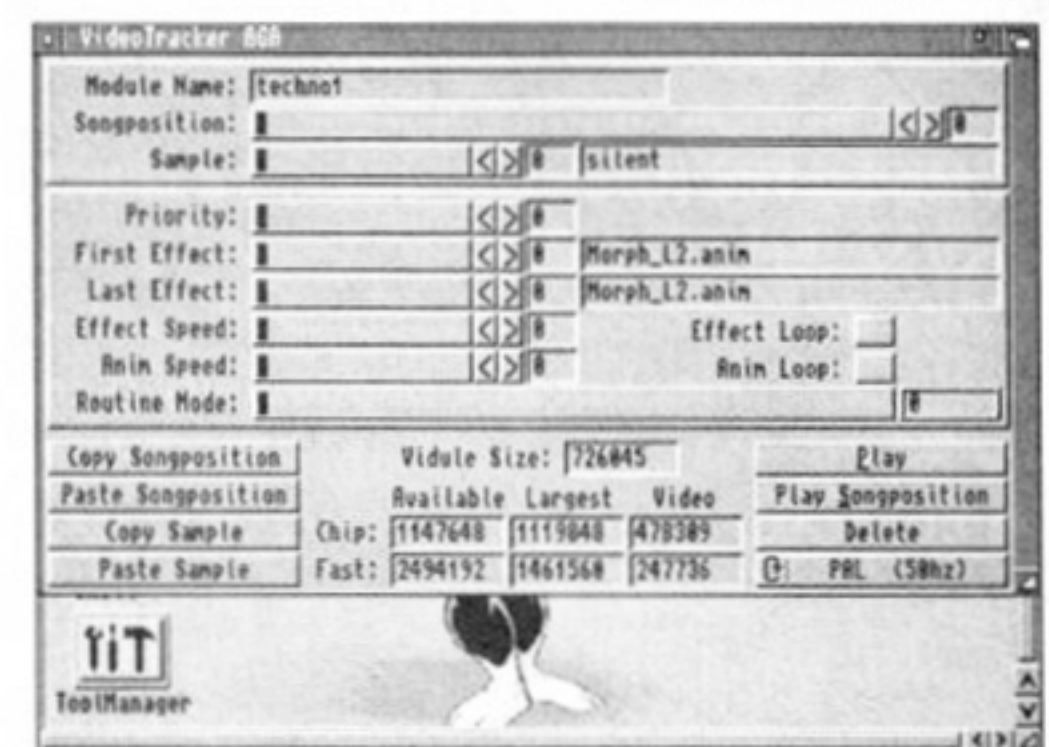 VideoTracker AGA
Module Name: techno1
Songposition: < > 0
Sample: < > 0 silent
Priority: < > 0
First Effect: < > 0 Morph_L2.anim
Last Effect: < > 0 Morph_L2.anim
Effect Speed: < > 0 Effect Loop:
Anim Speed: < > 0 Anim Loop:
Routine Mode: 0
Copy Songposition Vidule Size: 726045 Play
Paste Songposition Available Largest Video Play Songposition
Copy Sample Chip: 1147648 1119848 478309 Delete
Paste Sample Fast: 2494192 1461560 247736 PAL (50hz)
ToolManager